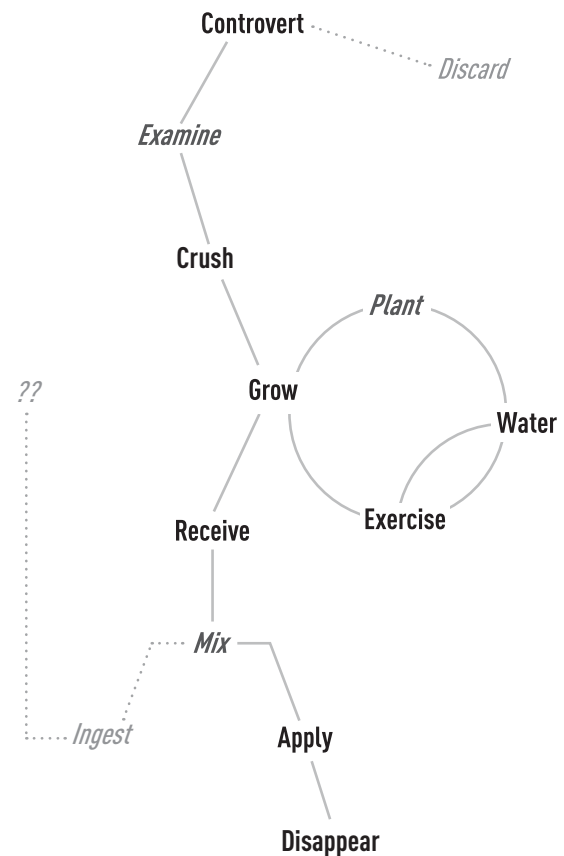 Controvert
Discard
Examine
Crush
Plant
Grow
??
Water
Exercise
Receive
Mix
Ingest
Apply
Disappear